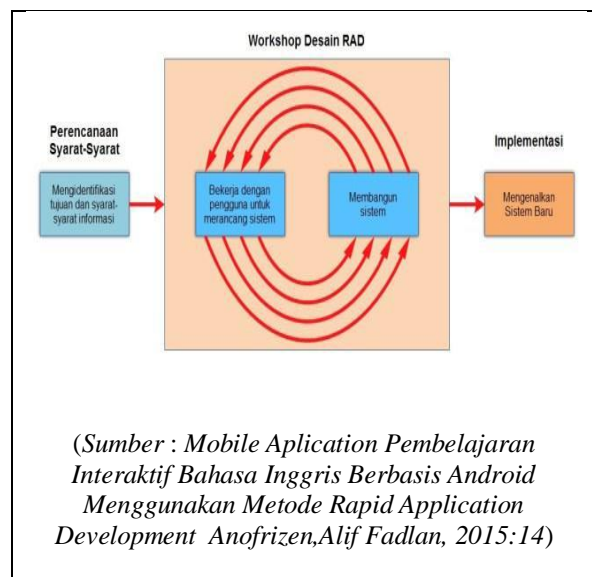 Workshop Desain RAD
Perencanaan
Syarat-Syarat
Mengidentifikasi
tujuan dan syarat-
syarat informasi
Bekerja dengan
pengguna untuk
merancang sistem
Membangun
sistem
Implementasi
Mengenalkan
Sistem Baru
(Sumber : Mobile Aplication Pembelajaran
Interaktif Bahasa Inggris Berbasis Android
Menggunakan Metode Rapid Application
Development Anofrizen,Alif Fadlan, 2015:14)